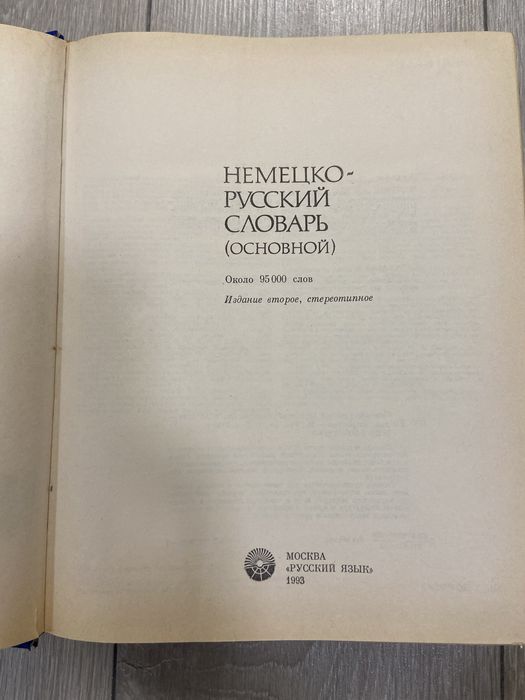 НЕМЕЦКО-
РУССКИЙ
СЛОВАРЬ
(ОСНОВНОЙ)
Около 95 000 слов
Издание второе, стереотипное
МОСКВА
«РУССКИЙ ЯЗЫК»
1993